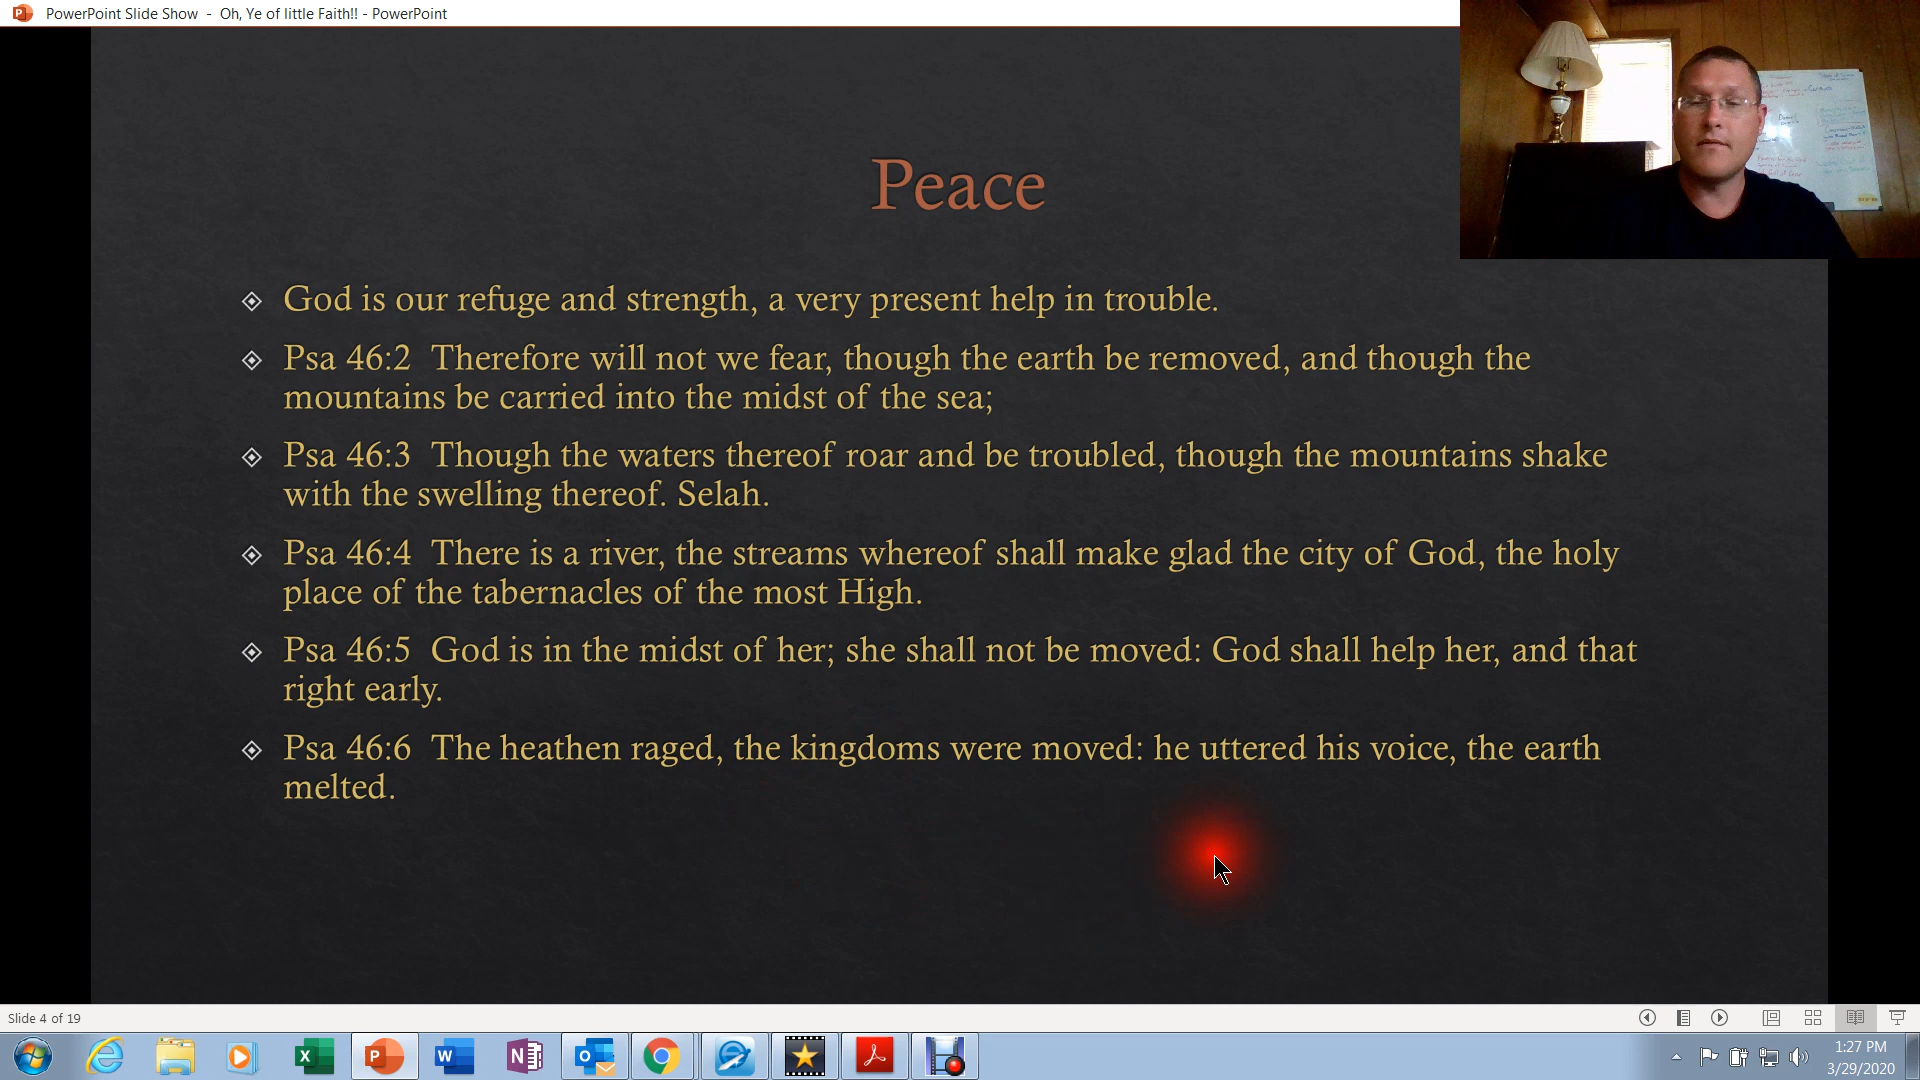 PowerPoint Slide Show - Oh, Ye of little Faith!! - PowerPoint
Peace
God is our refuge and strength, a very present help in trouble.
Psa 46:2 Therefore will not we fear, though the earth be removed, and though the
mountains be carried into the midst of the sea;
Psa 46:3 Though the waters thereof roar and be troubled, though the mountains shake
with the swelling thereof. Selah.
Psa 46:4 There is a river, the streams whereof shall make glad the city of God, the holy
place of the tabernacles of the most High.
Psa 46:5 God is in the midst of her; she shall not be moved: God shall help her, and that
right early.
Psa 46:6 The heathen raged, the kingdoms were moved: he uttered his voice, the earth
melted.
Slide 4 of 19
1:27 PM
3/29/2020